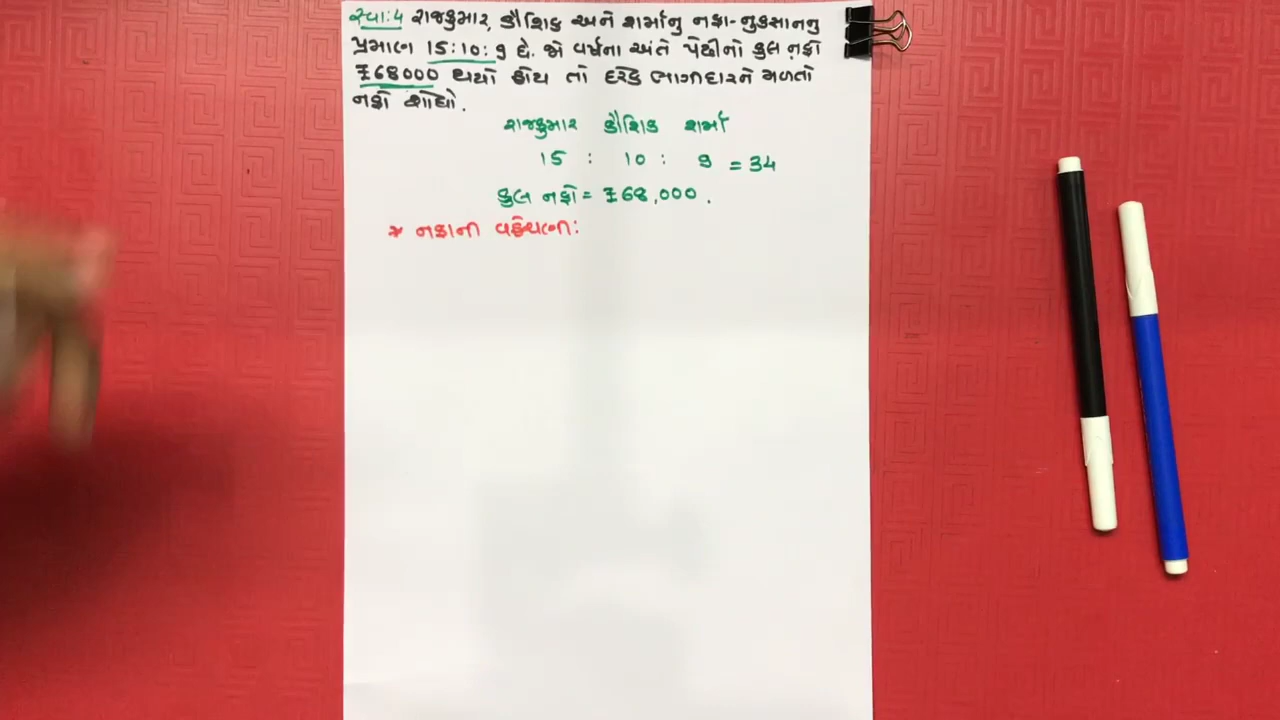 સ્વા:4 રાજકુમાર, કૌશિક અને શર્માનુ નફા-નુકસાનનુ
પ્રમાણ 15:10:9 છે. જો વર્ષના અંતે પેઢીનો કુલ નફો
₹68000 થયો હોય તો દરેક ભાગીદારને મળતો
નફો શોધો.
રાજકુમાર કૌશિક શર્મા
15 : 10 : 9 = 34
કુલ નફો = ₹68,000.
* નફાની વહેંચણી: